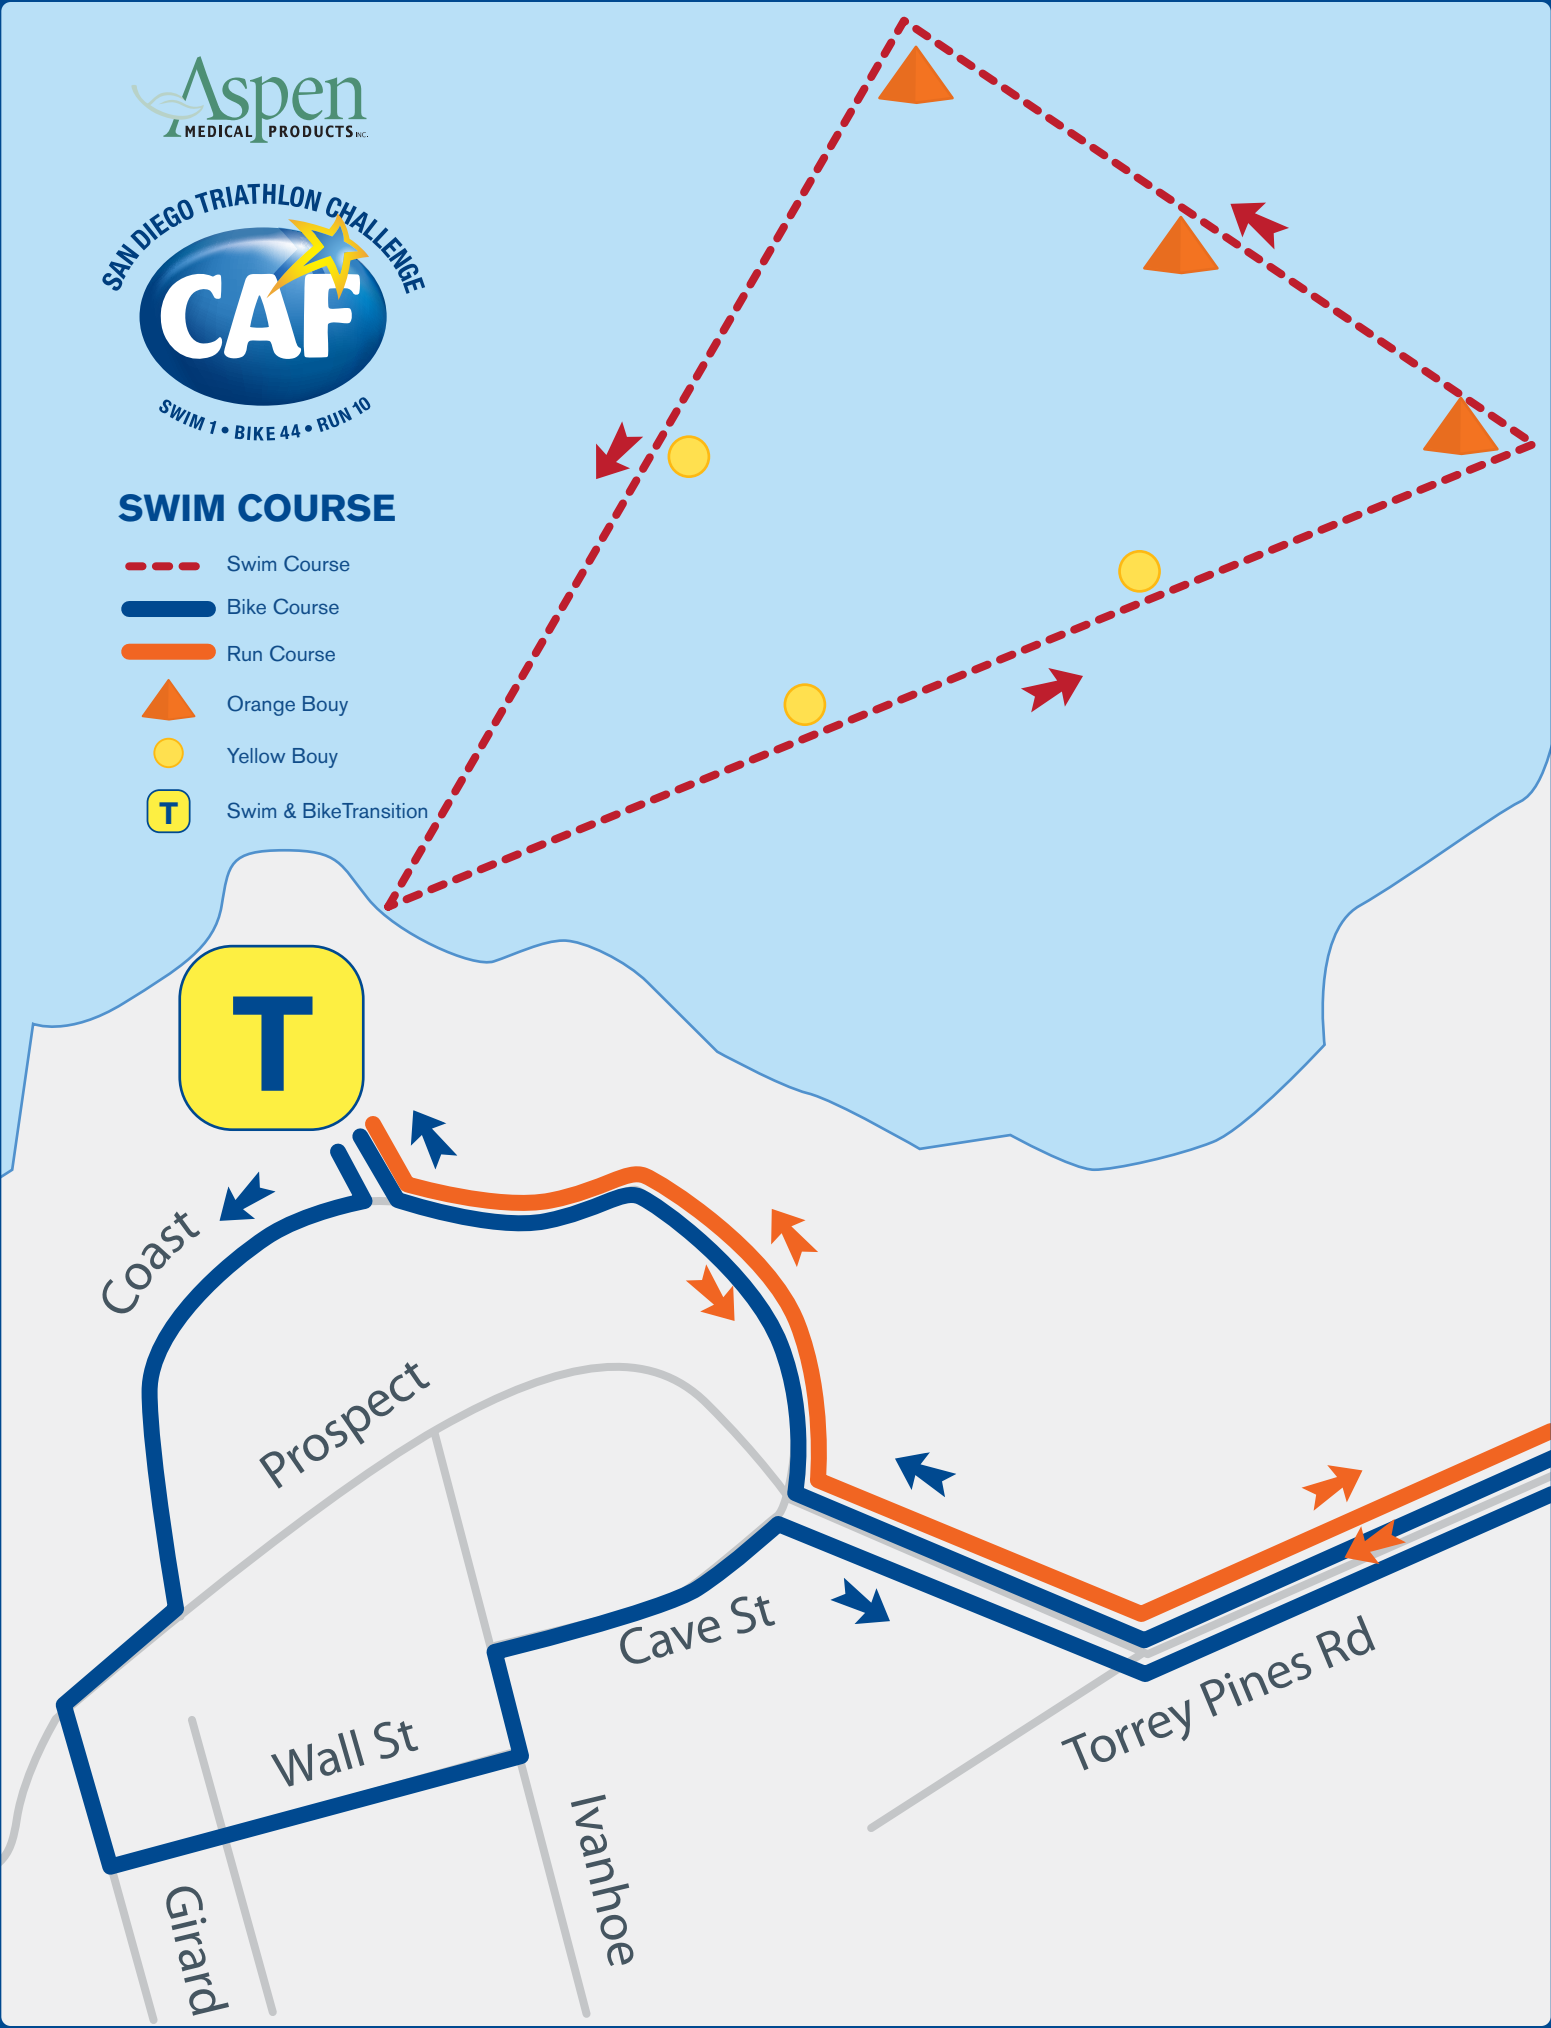 Aspen
MEDICAL PRODUCTS INC.
SAN DIEGO TRIATHLON CHALLENGE
CAF
SWIM 1 • BIKE 44 • RUN 10
SWIM COURSE
Swim Course
Bike Course
Run Course
Orange Bouy
Yellow Bouy
T
Swim & BikeTransition
T
Coast
Prospect
Cave St
Wall St
Torrey Pines Rd
Ivanhoe
Girard